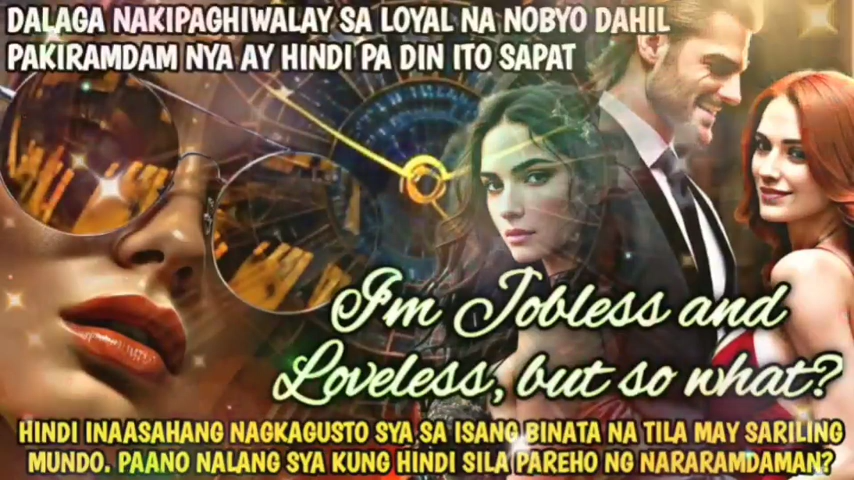 DALAGA NAKIPAGHIWALAY SA LOYAL NA NOBYO DAHIL
PAKIRAMDAM NYA AY HINDI PA DIN ITO SAPAT
I'm Jobless and
Loveless, but so what?
HINDI INAASAHANG NAGKAGUSTO SYA SA ISANG BINATA NA TILA MAY SARILING
MUNDO. PAANO NALANG SYA KUNG HINDI SILA PAREHO NG NARARAMDAMAN?